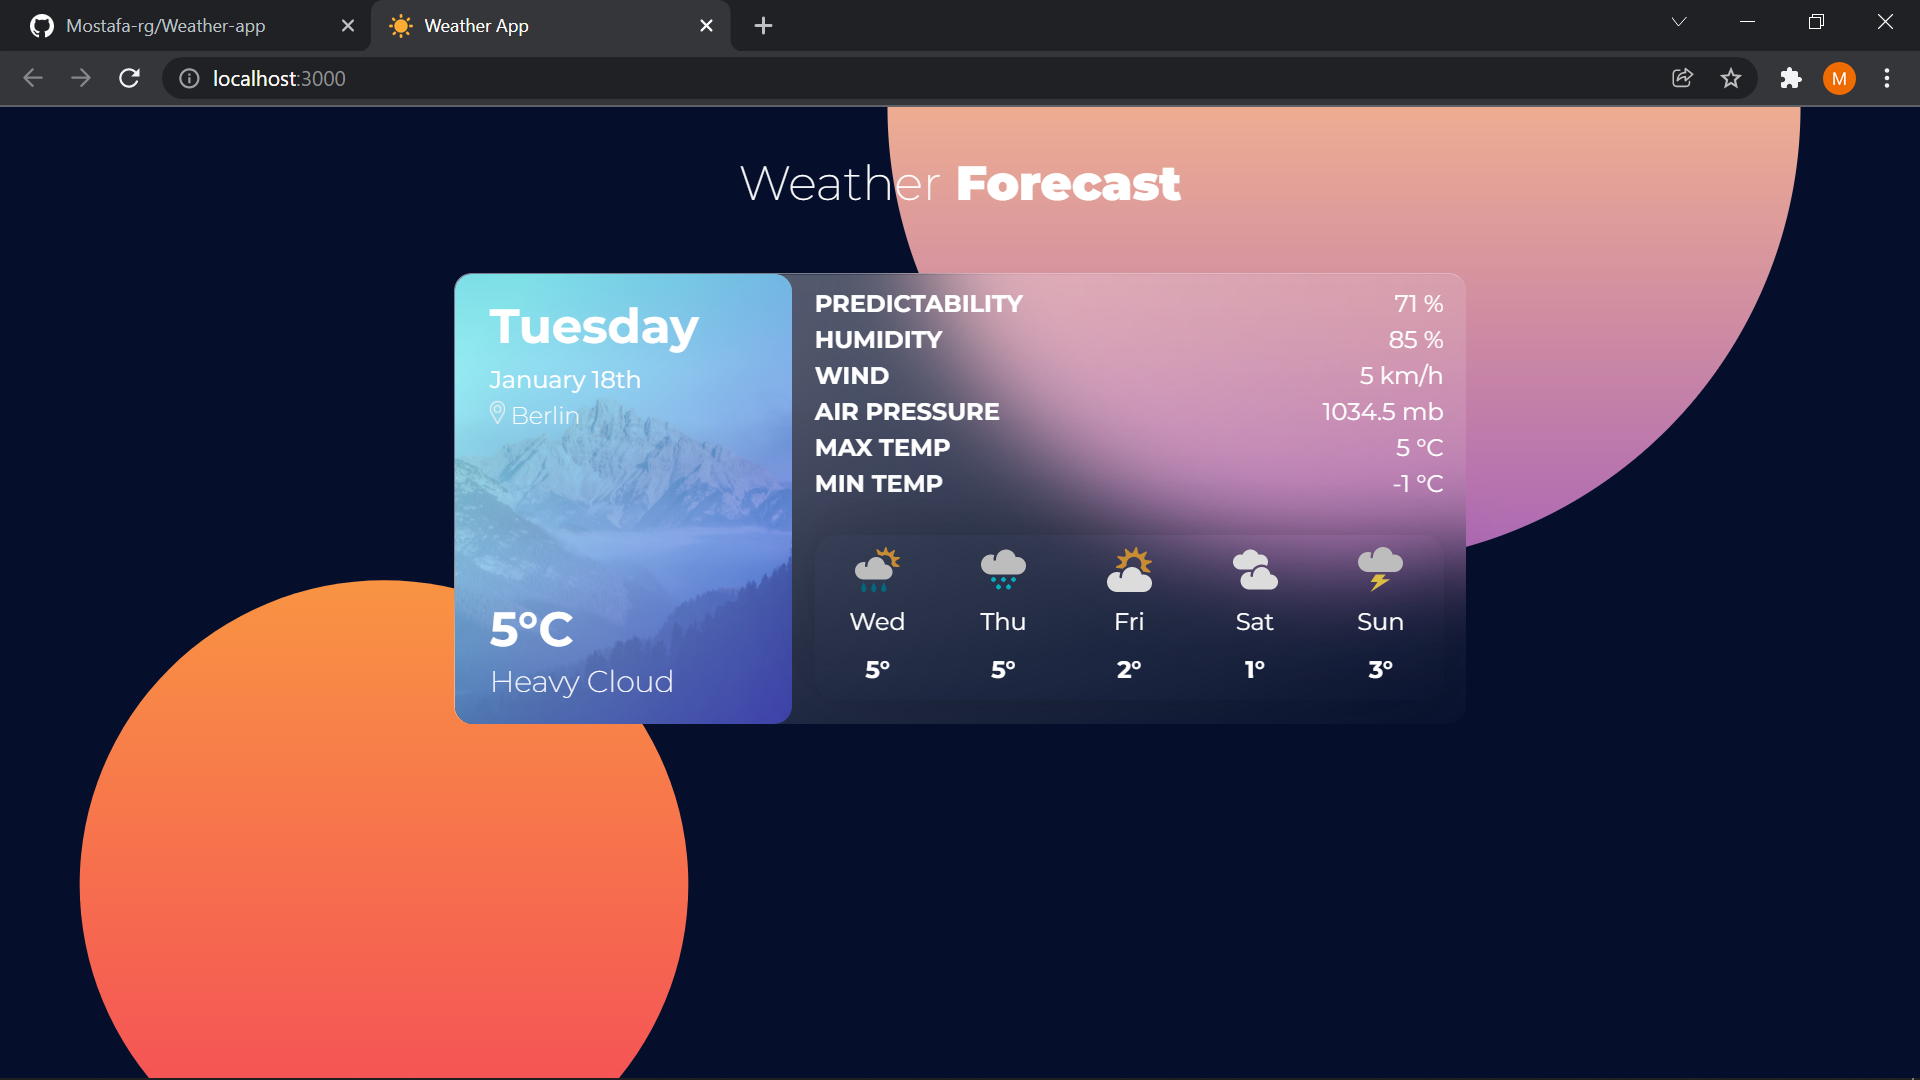 Mostafa-rg/Weather-app
Weather App
localhost:3000
M
Weather Forecast
Tuesday
January 18th
Berlin
5°C
Heavy Cloud
PREDICTABILITY 71 %
HUMIDITY 85 %
WIND 5 km/h
AIR PRESSURE 1034.5 mb
MAX TEMP 5 °C
MIN TEMP -1 °C
Wed Thu Fri Sat Sun
5° 5° 2° 1° 3°